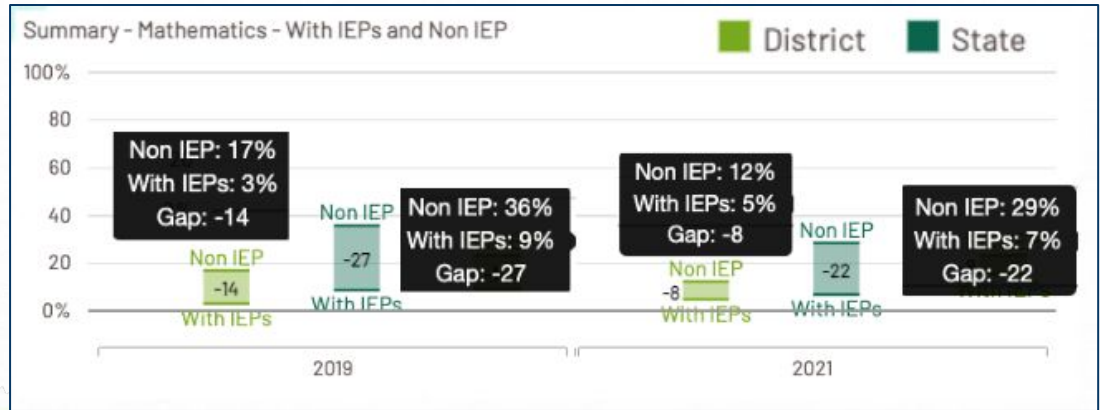 Summary - Mathematics - With IEPs and Non IEP
District
State
100%
80
60
40
20
0%
Non IEP: 17%
With IEPs: 3%
Gap: -14
Non IEP
-14
With IEPs
Non IEP
-27
With IEPs
Non IEP: 36%
With IEPs: 9%
Gap: -27
Non IEP: 12%
With IEPs: 5%
Gap: -8
Non IEP
-8
With IEPs
Non IEP
-22
With IEPs
Non IEP: 29%
With IEPs: 7%
Gap: -22
2019
2021